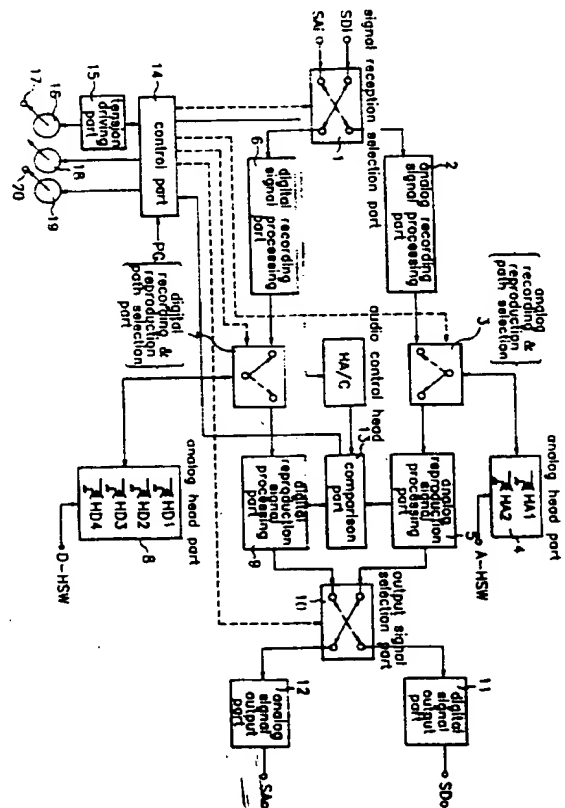 SDi
SAi
signal reception selection part
1
2
analog recording
signal processing
part
6
digital recording
signal processing
part
3
{analog
recording &
reproduction
path selection
part}
{digital
recording &
reproduction
path selection
part}
analog head part
HA1
HA2
4
A-HSW
analog head part
HD1
HD2
HD3
HD4
8
D-HSW
audio control head
HA/C
13
comparison
part
5
analog
reproduction
signal
processing
part
9
digital
reproduction
signal
processing
part
output signal
selection
part
10
11
digital
signal
output
part
SDo
12
analog
signal
output
part
SAo
14
control part
PG
15
tension
driving
part
16
17
18
19
70